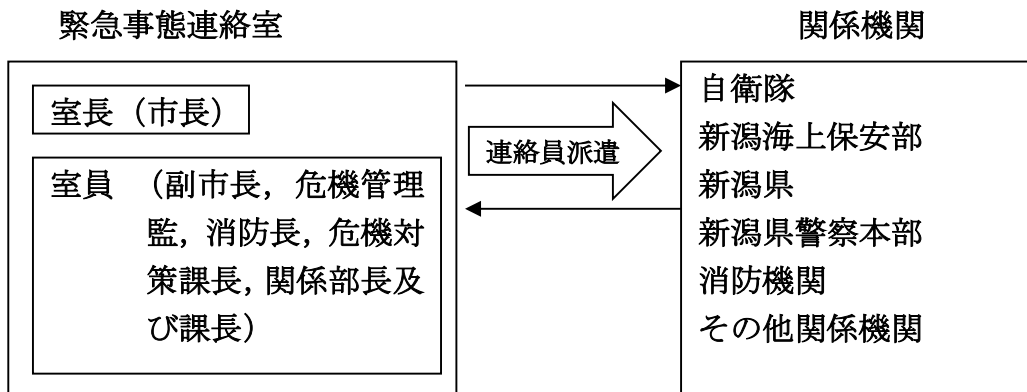 緊急事態連絡室
室長（市長）
室員　（副市長，危機管理
監，消防長，危機対
策課長，関係部長及
び課長）
連絡員派遣
関係機関
自衛隊
新潟海上保安部
新潟県
新潟県警察本部
消防機関
その他関係機関